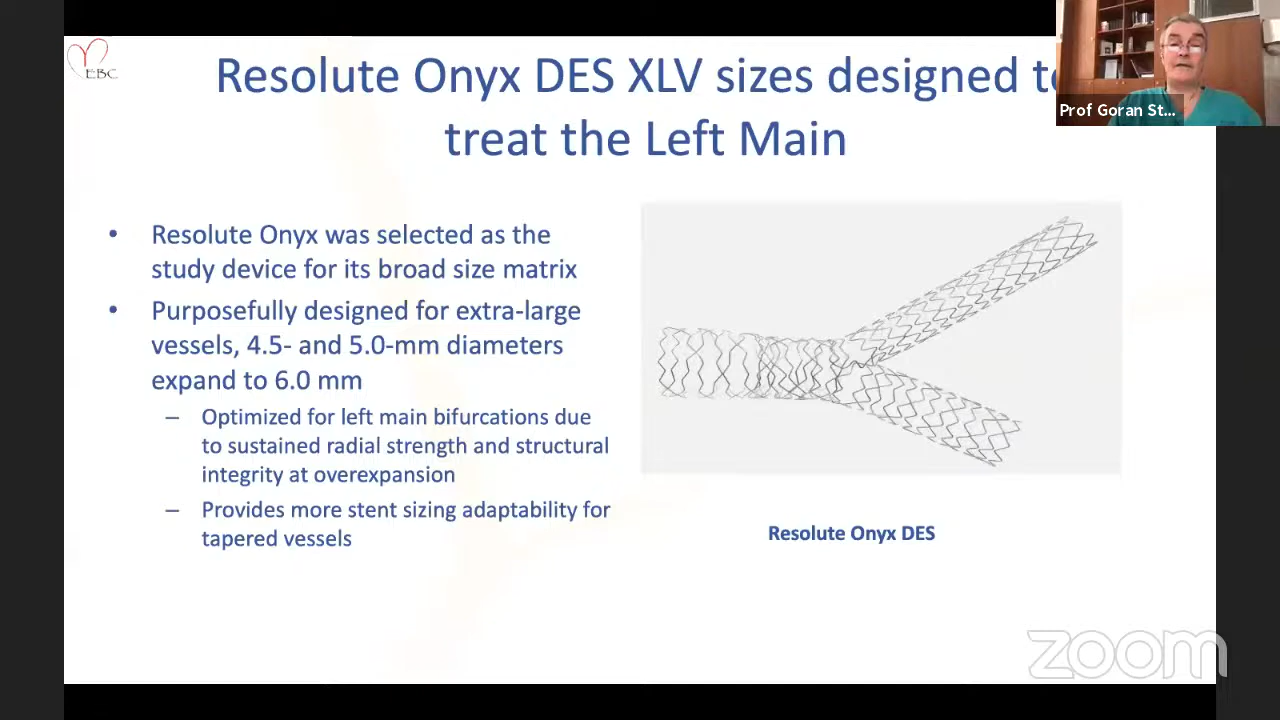 EBC
Resolute Onyx DES XLV sizes designed t
treat the Left Main
Prof Goran St...
• Resolute Onyx was selected as the
study device for its broad size matrix
• Purposefully designed for extra-large
vessels, 4.5- and 5.0-mm diameters
expand to 6.0 mm
– Optimized for left main bifurcations due
to sustained radial strength and structural
integrity at overexpansion
– Provides more stent sizing adaptability for
tapered vessels
Resolute Onyx DES
zoom